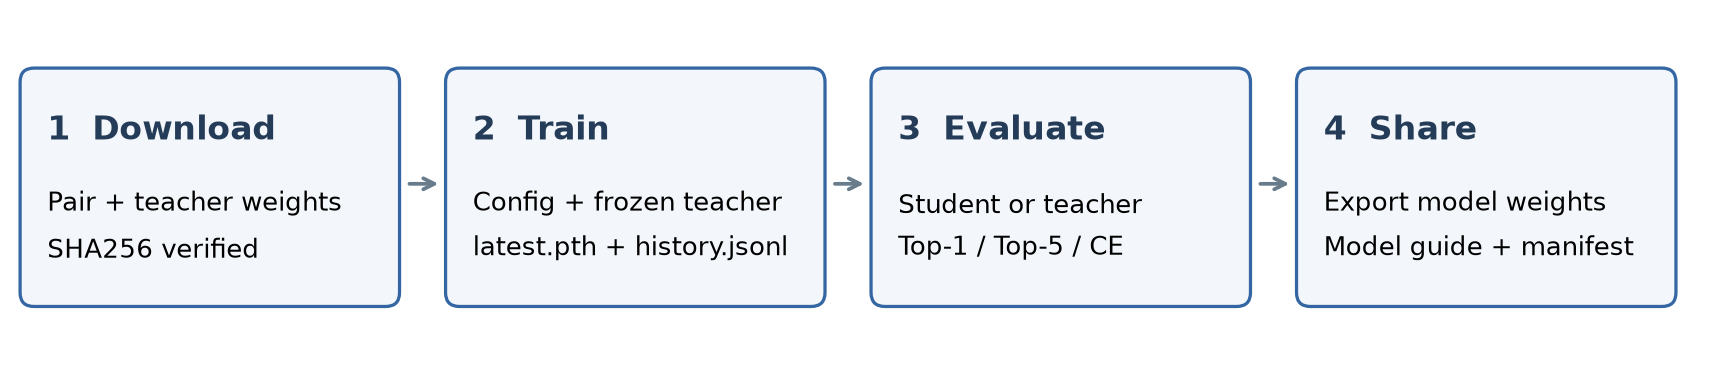 1 Download
Pair + teacher weights
SHA256 verified
2 Train
Config + frozen teacher
latest.pth + history.jsonl
3 Evaluate
Student or teacher
Top-1 / Top-5 / CE
4 Share
Export model weights
Model guide + manifest